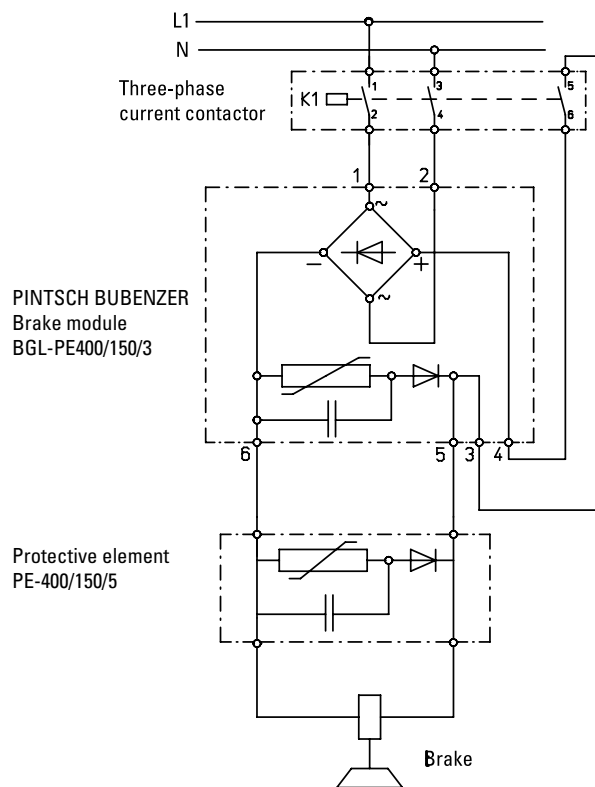 L1
N
Three-phase
current contactor
K1
1
3
5
2
4
6
1
2
~
− +
~
PINTSCH BUBENZER
Brake module
BGL-PE400/150/3
6
5
3
4
Protective element
PE-400/150/5
Brake